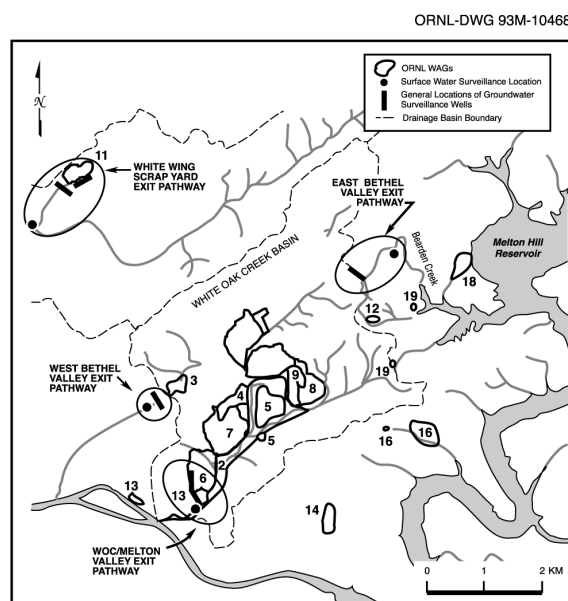 ORNL-DWG 93M-10468
ORNL WAGs
Surface Water Surveillance Location
General Locations of Groundwater
Surveillance Wells
Drainage Basin Boundary
N
11
WHITE WING
SCRAP YARD
EXIT PATHWAY
EAST BETHEL
VALLEY EXIT
PATHWAY
Bearden Creek
Melton Hill
Reservoir
WHITE OAK CREEK BASIN
18
12
19
19
WEST BETHEL
VALLEY EXIT
PATHWAY
3
9
8
4
5
7
5
2
6
13
13
16
16
14
WOC/MELTON
VALLEY EXIT
PATHWAY
0 1 2 KM